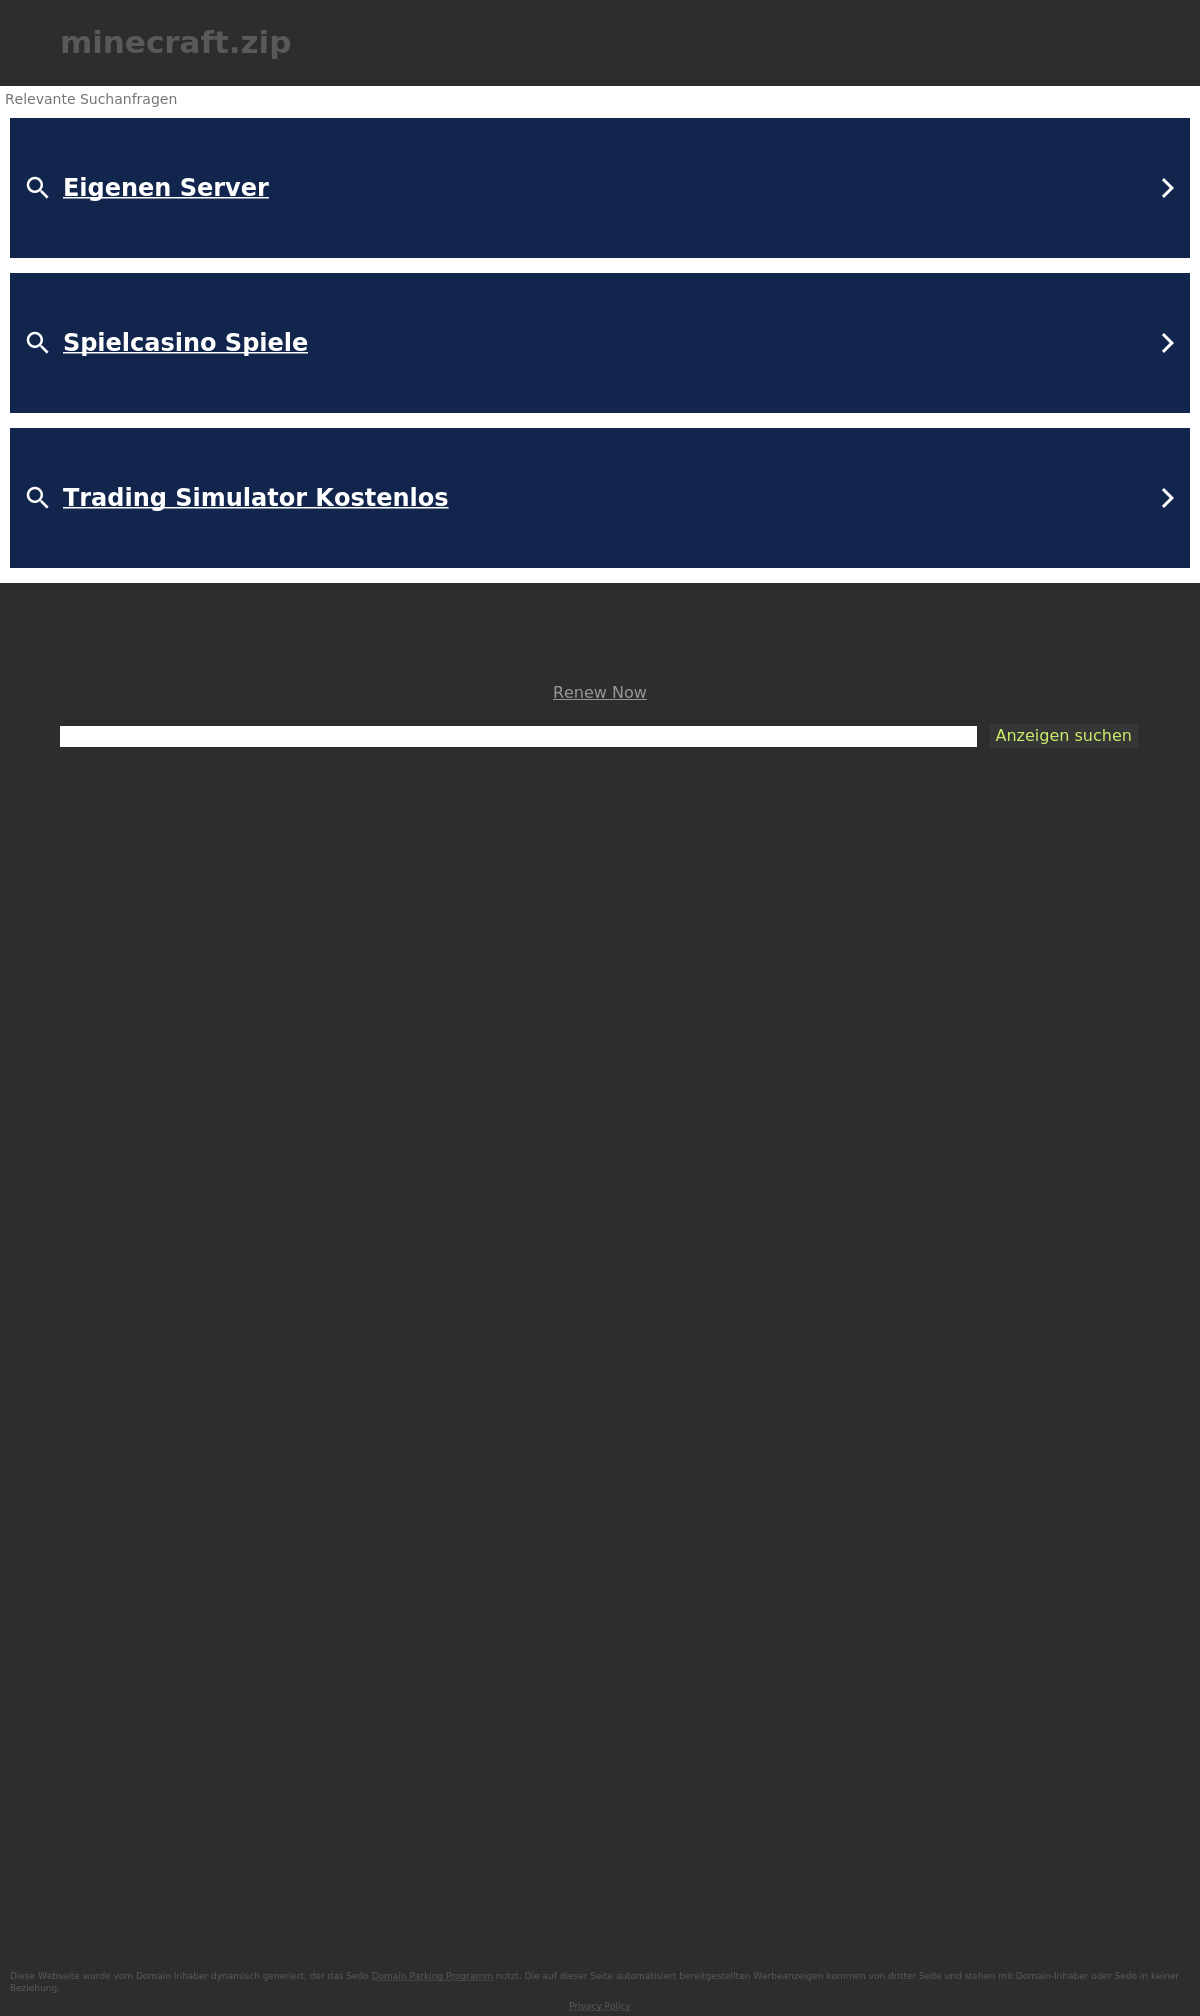 minecraft.zip
Relevante Suchanfragen
Eigenen Server
Spielcasino Spiele
Trading Simulator Kostenlos
Renew Now
Anzeigen suchen
Diese Webseite wurde vom Domain Inhaber dynamisch generiert, der das Sedo Domain Parking Programm nutzt. Die auf dieser Seite automatisiert bereitgestellten Werbeanzeigen kommen von dritter Seite und stehen mit Domain-Inhaber oder Sedo in keiner
Beziehung.
Privacy Policy